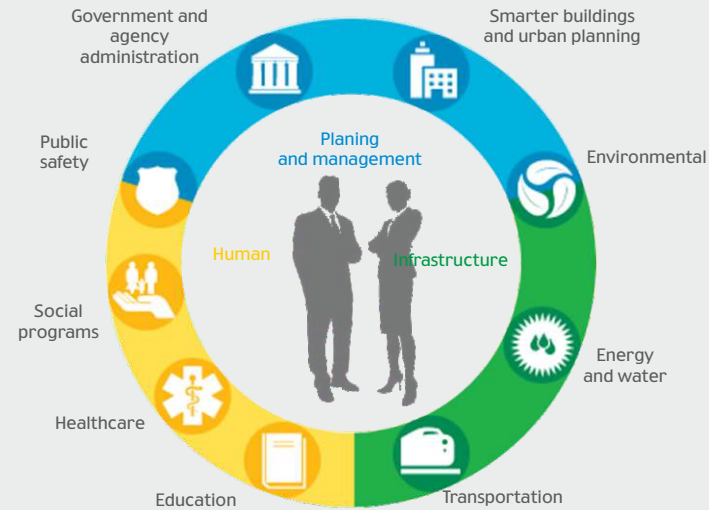 Government and
agency
administration
Smarter buildings
and urban planning
Public
safety
Planing
and management
Environmental
Human
Infrastructure
Social
programs
Energy
and water
Healthcare
Education
Transportation